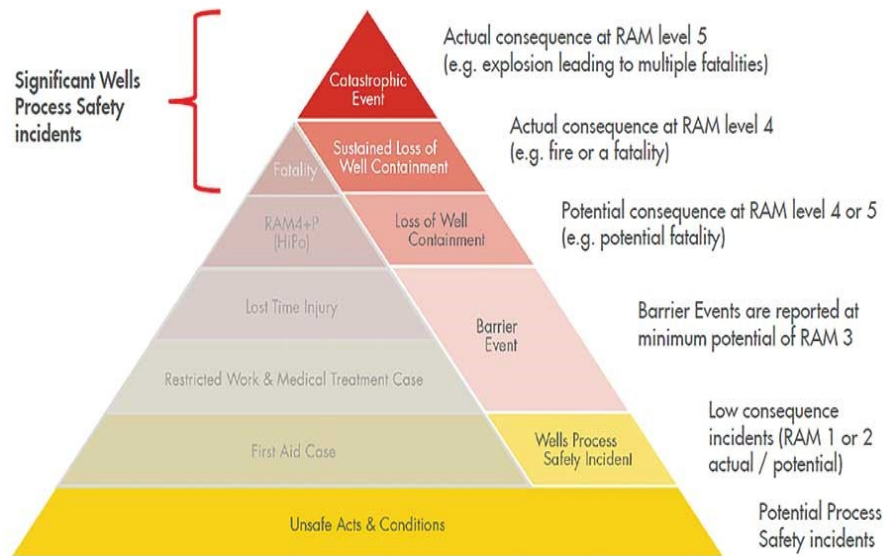 Significant Wells
Process Safety
incidents
Catastrophic
Event
Actual consequence at RAM level 5
(e.g. explosion leading to multiple fatalities)
Fatality
Sustained Loss of
Well Containment
Actual consequence at RAM level 4
(e.g. fire or a fatality)
RAM4+P
(HiPo)
Loss of Well
Containment
Potential consequence at RAM level 4 or 5
(e.g. potential fatality)
Lost Time Injury
Barrier
Event
Barrier Events are reported at
minimum potential of RAM 3
Restricted Work & Medical Treatment Case
First Aid Case
Wells Process
Safety Incident
Low consequence
incidents (RAM 1 or 2
actual / potential)
Unsafe Acts & Conditions
Potential Process
Safety incidents